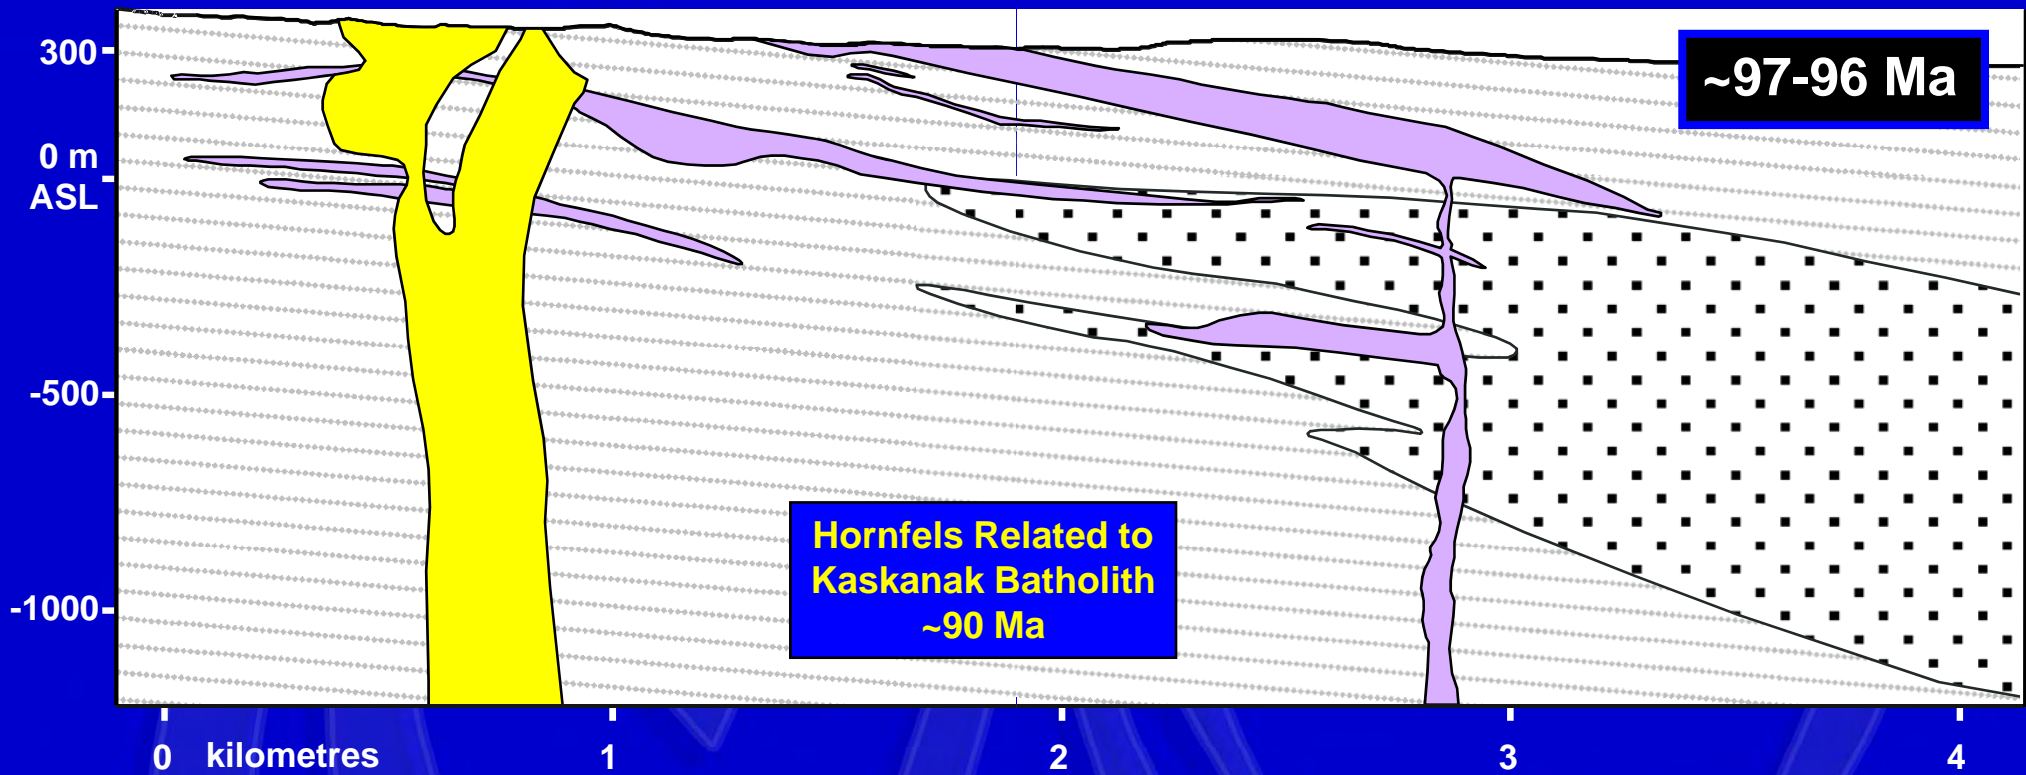 300
~97-96 Ma
0 m
ASL
-500
Hornfels Related to
Kaskanak Batholith
~90 Ma
-1000
0 kilometres 1 2 3 4